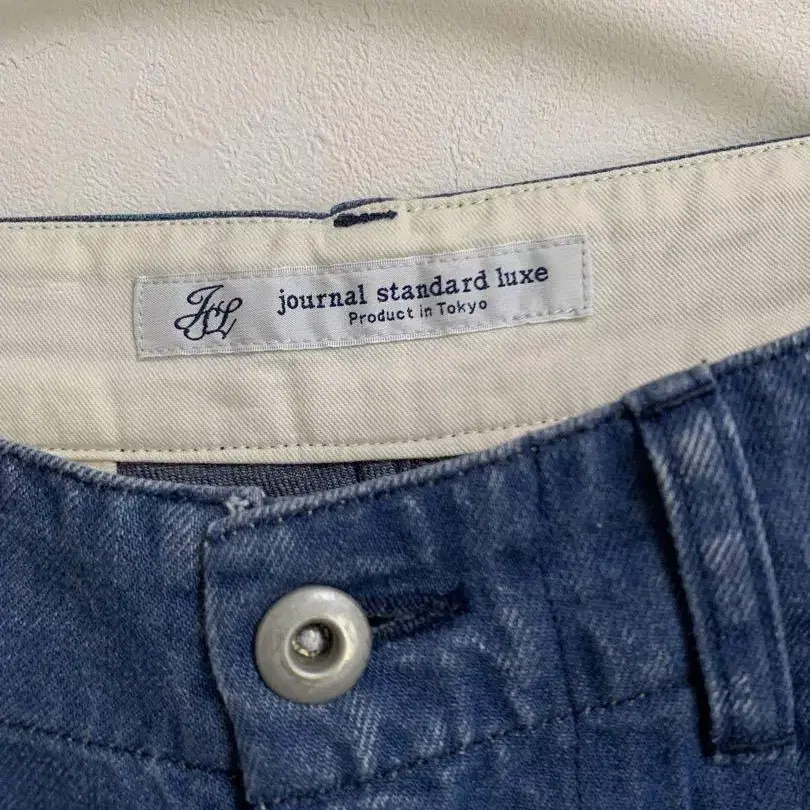 JSL journal standard luxe
Product in Tokyo